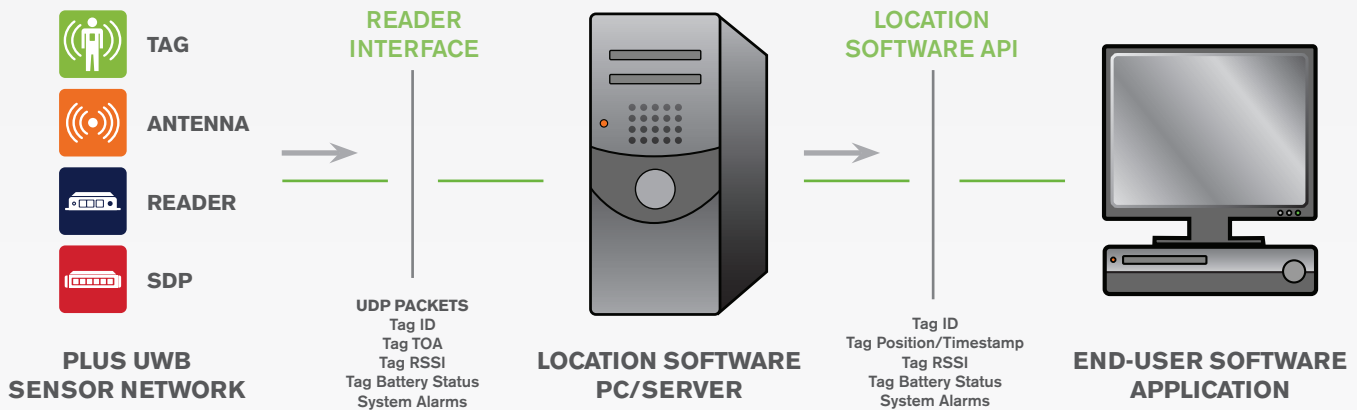 TAG
ANTENNA
READER
SDP
PLUS UWB
SENSOR NETWORK
READER
INTERFACE
UDP PACKETS
Tag ID
Tag TOA
Tag RSSI
Tag Battery Status
System Alarms
LOCATION SOFTWARE
PC/SERVER
LOCATION
SOFTWARE API
Tag ID
Tag Position/Timestamp
Tag RSSI
Tag Battery Status
System Alarms
END-USER SOFTWARE
APPLICATION